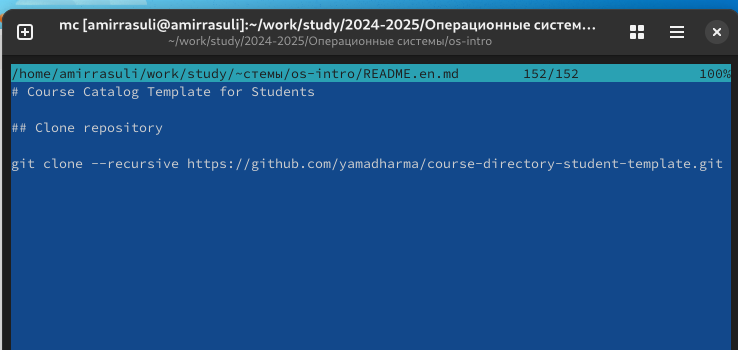 mc [amirrasuli@amirrasuli]:~/work/study/2024-2025/Операционные систем…
~/work/study/2024-2025/Операционные системы/os-intro
/home/amirrasuli/work/study/~стемы/os-intro/README.en.md 152/152 100%
# Course Catalog Template for Students
## Clone repository
git clone --recursive https://github.com/yamadharma/course-directory-student-template.git